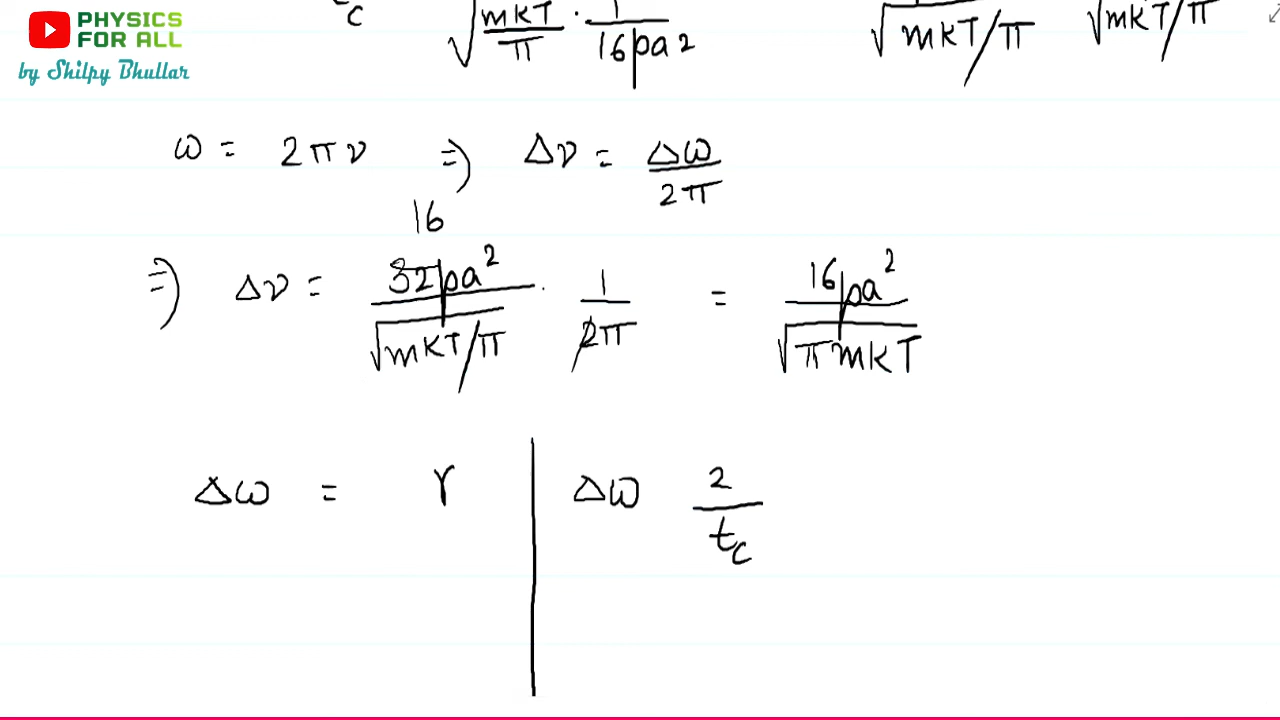 PHYSICS
FOR ALL
by Shilpy Bhullar
t_c √(mKT/π) · 1/(16pa²) √(mKT/π) √(mKT/π)
ω = 2πν ⇒ Δν = Δω/2π
16
⇒ Δν = 32pa²/√(mKT/π) · 1/2π = 16pa²/√(πmKT)
Δω = γ | Δω 2/t_c